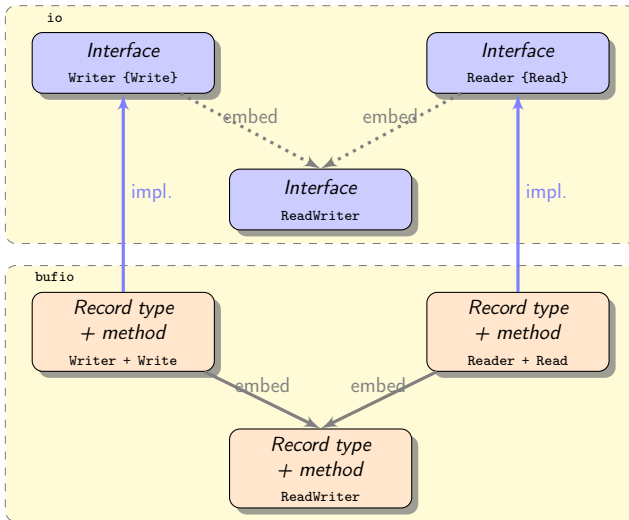 io
Interface
Writer {Write}
Interface
Reader {Read}
embed
embed
Interface
ReadWriter
impl.
impl.
bufio
Record type
+ method
Writer + Write
Record type
+ method
Reader + Read
embed
embed
Record type
+ method
ReadWriter